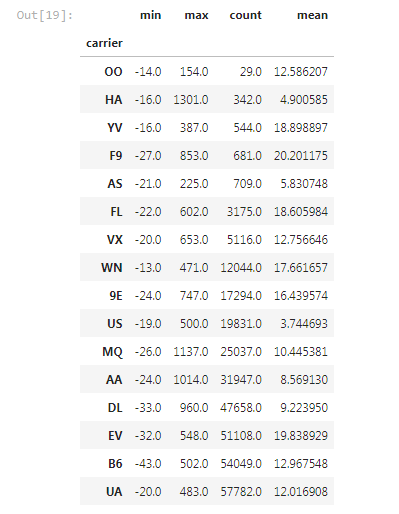 Out[19]: min max count mean
carrier
OO -14.0 154.0 29.0 12.586207
HA -16.0 1301.0 342.0 4.900585
YV -16.0 387.0 544.0 18.898897
F9 -27.0 853.0 681.0 20.201175
AS -21.0 225.0 709.0 5.830748
FL -22.0 602.0 3175.0 18.605984
VX -20.0 653.0 5116.0 12.756646
WN -13.0 471.0 12044.0 17.661657
9E -24.0 747.0 17294.0 16.439574
US -19.0 500.0 19831.0 3.744693
MQ -26.0 1137.0 25037.0 10.445381
AA -24.0 1014.0 31947.0 8.569130
DL -33.0 960.0 47658.0 9.223950
EV -32.0 548.0 51108.0 19.838929
B6 -43.0 502.0 54049.0 12.967548
UA -20.0 483.0 57782.0 12.016908